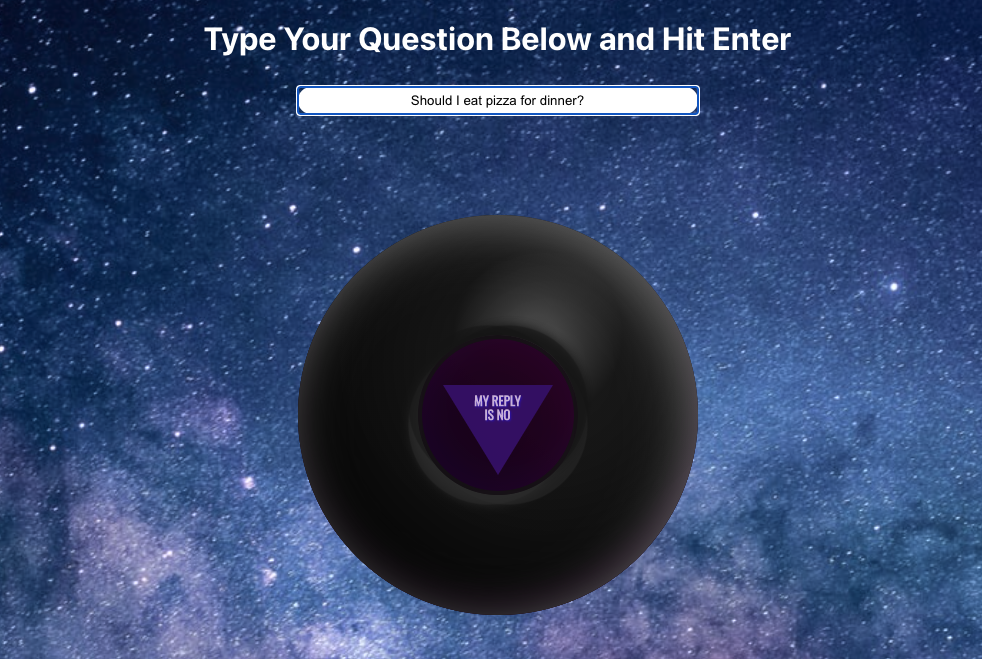 Type Your Question Below and Hit Enter
Should I eat pizza for dinner?
MY REPLY
IS NO